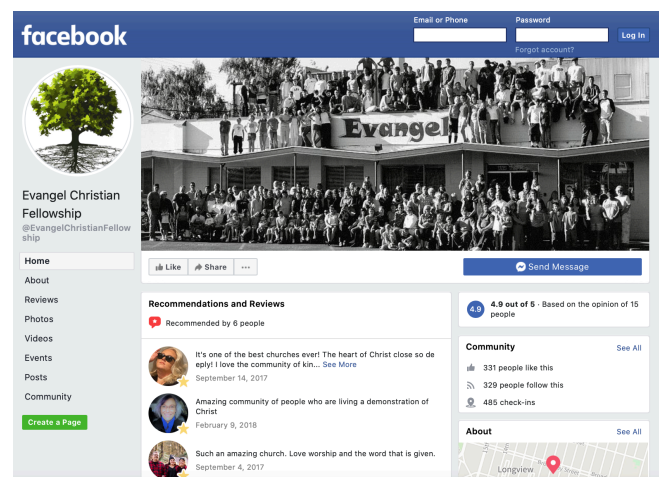 facebook
Email or Phone
Password
Log In
Forgot account?
Evangel
Evangel Christian
Fellowship
@EvangelChristianFellow
ship
Home
About
Reviews
Photos
Videos
Events
Posts
Community
Create a Page
Like
Share
Send Message
Recommendations and Reviews
Recommended by 6 people
It's one of the best churches ever! The heart of Christ close so de
eply! I love the community of kin... See More
September 14, 2017
Amazing community of people who are living a demonstration of
Christ
February 9, 2018
Such an amazing church. Love worship and the word that is given.
September 4, 2017
4.9
4.9 out of 5 · Based on the opinion of 15
people
Community
See All
331 people like this
329 people follow this
485 check-ins
About
See All
Longview